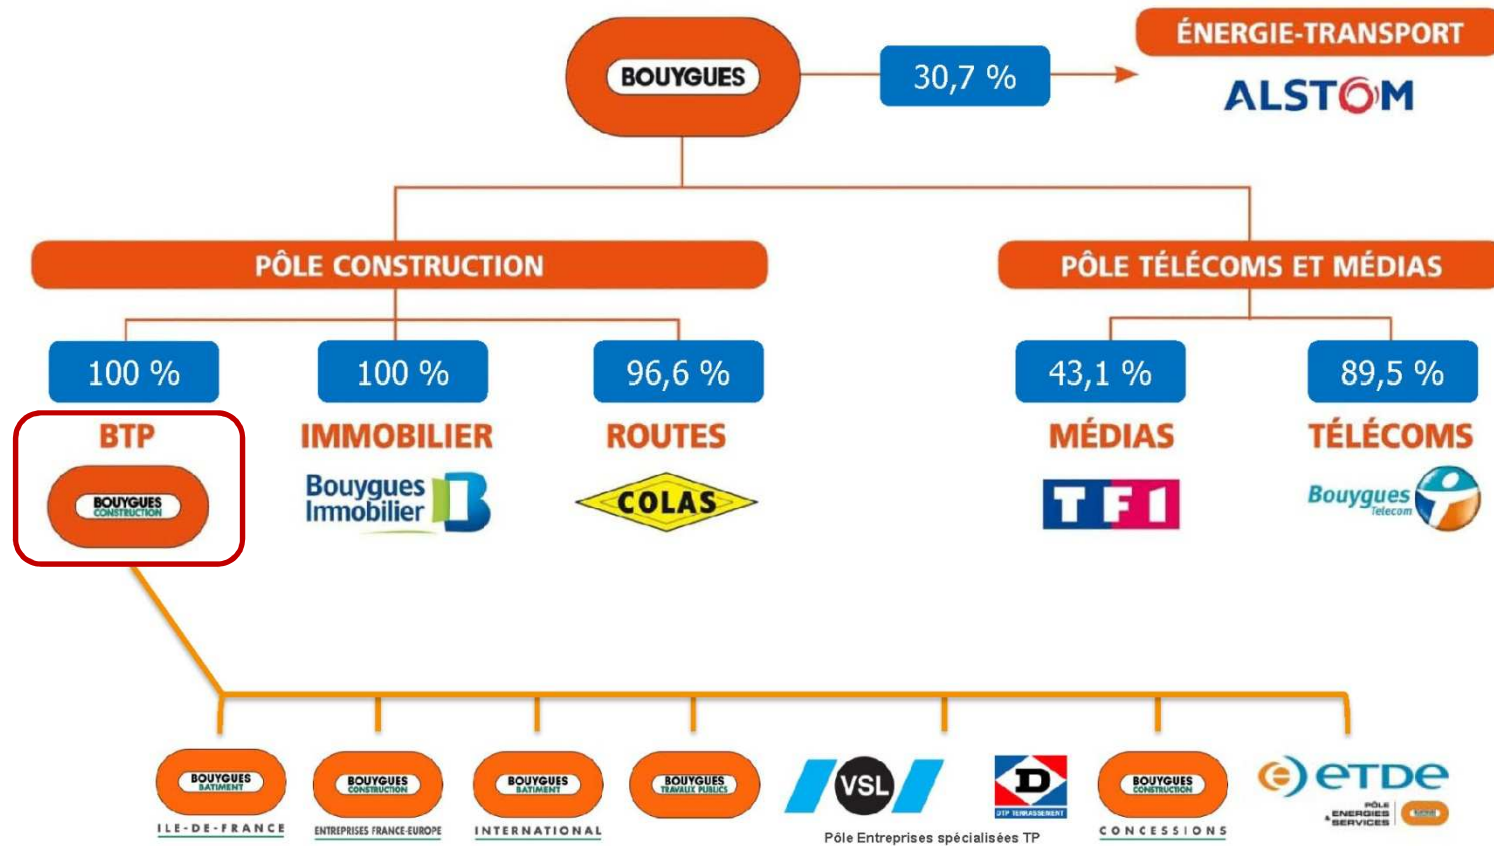 BOUYGUES
30,7 %
ÉNERGIE-TRANSPORT
ALSTOM
PÔLE CONSTRUCTION
PÔLE TÉLÉCOMS ET MÉDIAS
100 %
100 %
96,6 %
43,1 %
89,5 %
BTP
IMMOBILIER
ROUTES
MÉDIAS
TÉLÉCOMS
BOUYGUES
CONSTRUCTION
Bouygues
Immobilier
COLAS
TF1
Bouygues
Telecom
BOUYGUES
BATIMENT
ILE-DE-FRANCE
BOUYGUES
CONSTRUCTION
ENTREPRISES FRANCE-EUROPE
BOUYGUES
BATIMENT
INTERNATIONAL
BOUYGUES
TRAVAUX PUBLICS
VSL
D
DTP TERRASSEMENT
Pôle Entreprises spécialisées TP
BOUYGUES
CONSTRUCTION
CONCESSIONS
eTDE
PÔLE
ENERGIES
& SERVICES